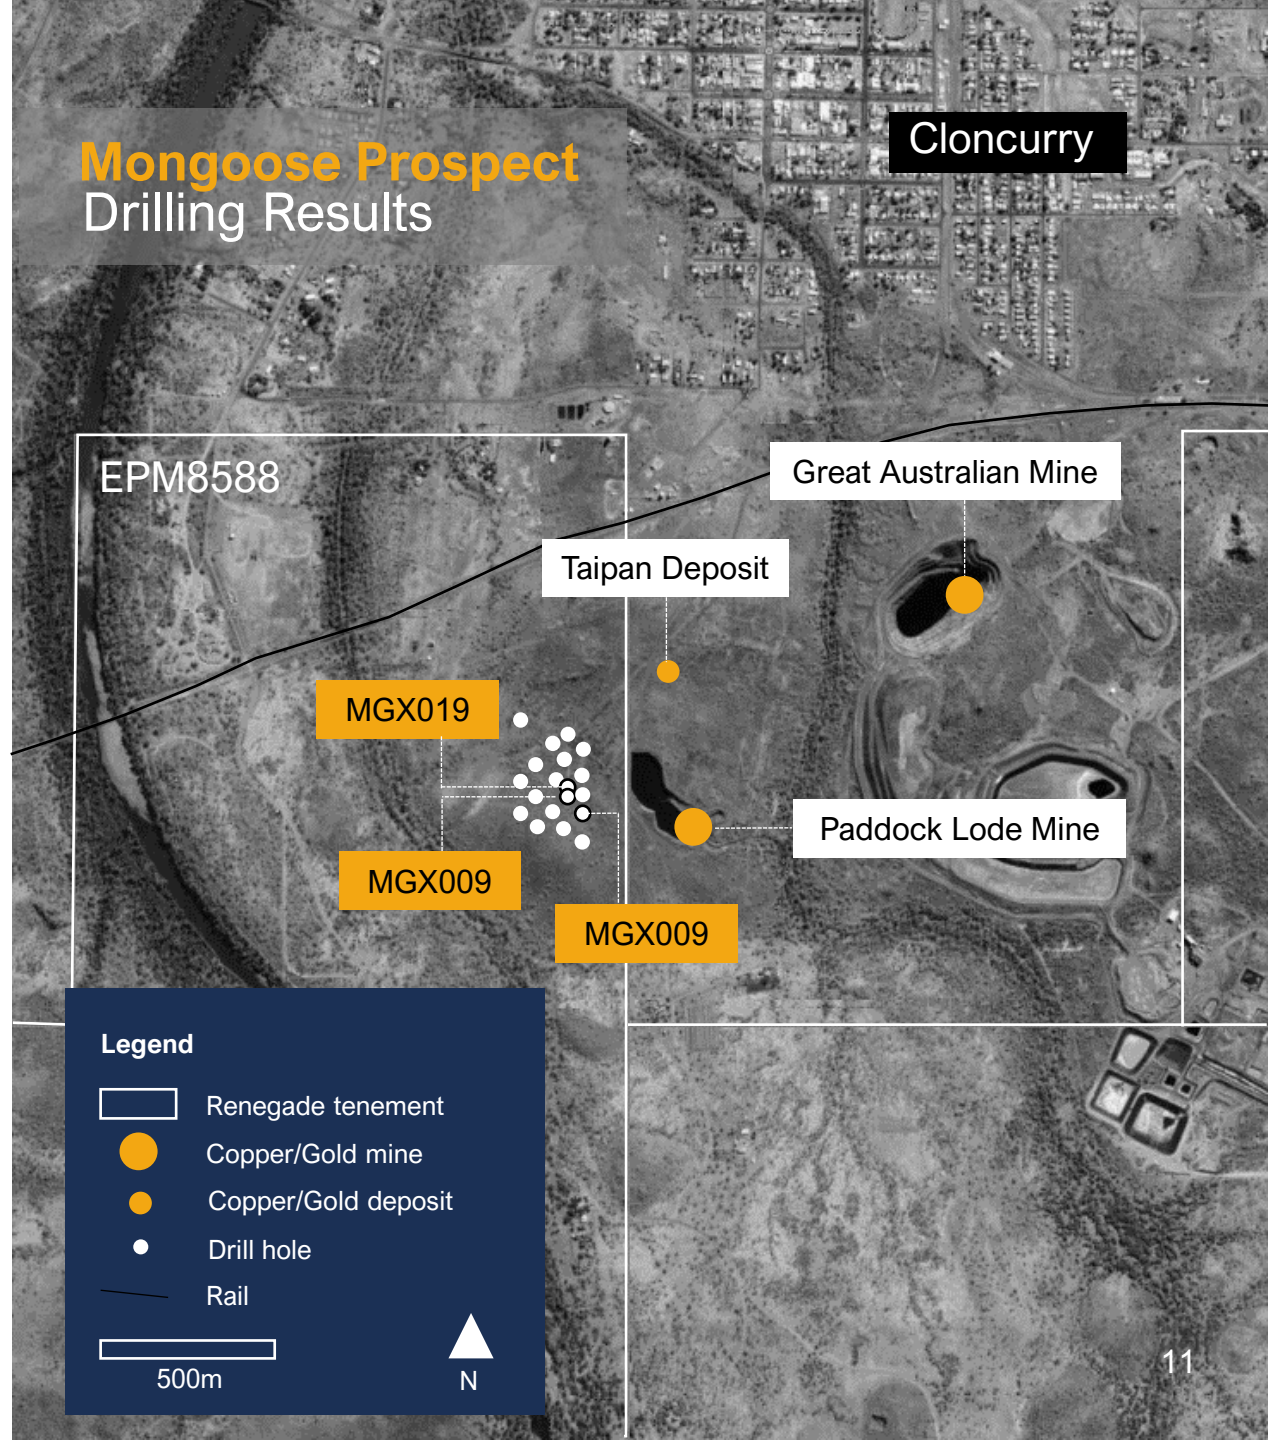 Cloncurry
Mongoose Prospect
Drilling Results
EPM8588
Great Australian Mine
Taipan Deposit
MGX019
Paddock Lode Mine
MGX009
MGX009
Legend
Renegade tenement
Copper/Gold mine
Copper/Gold deposit
Drill hole
Rail
500m
N
11